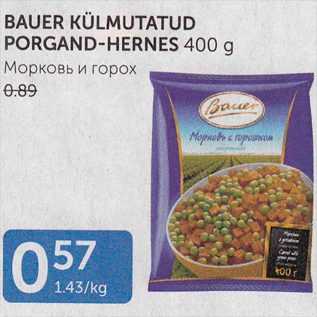 BAUER KÜLMUTATUD
PORGAND-HERNES 400 g
Морковь и горох
0.89
Bauer
Морковь с горошком
0.57
1.43/kg
400 г